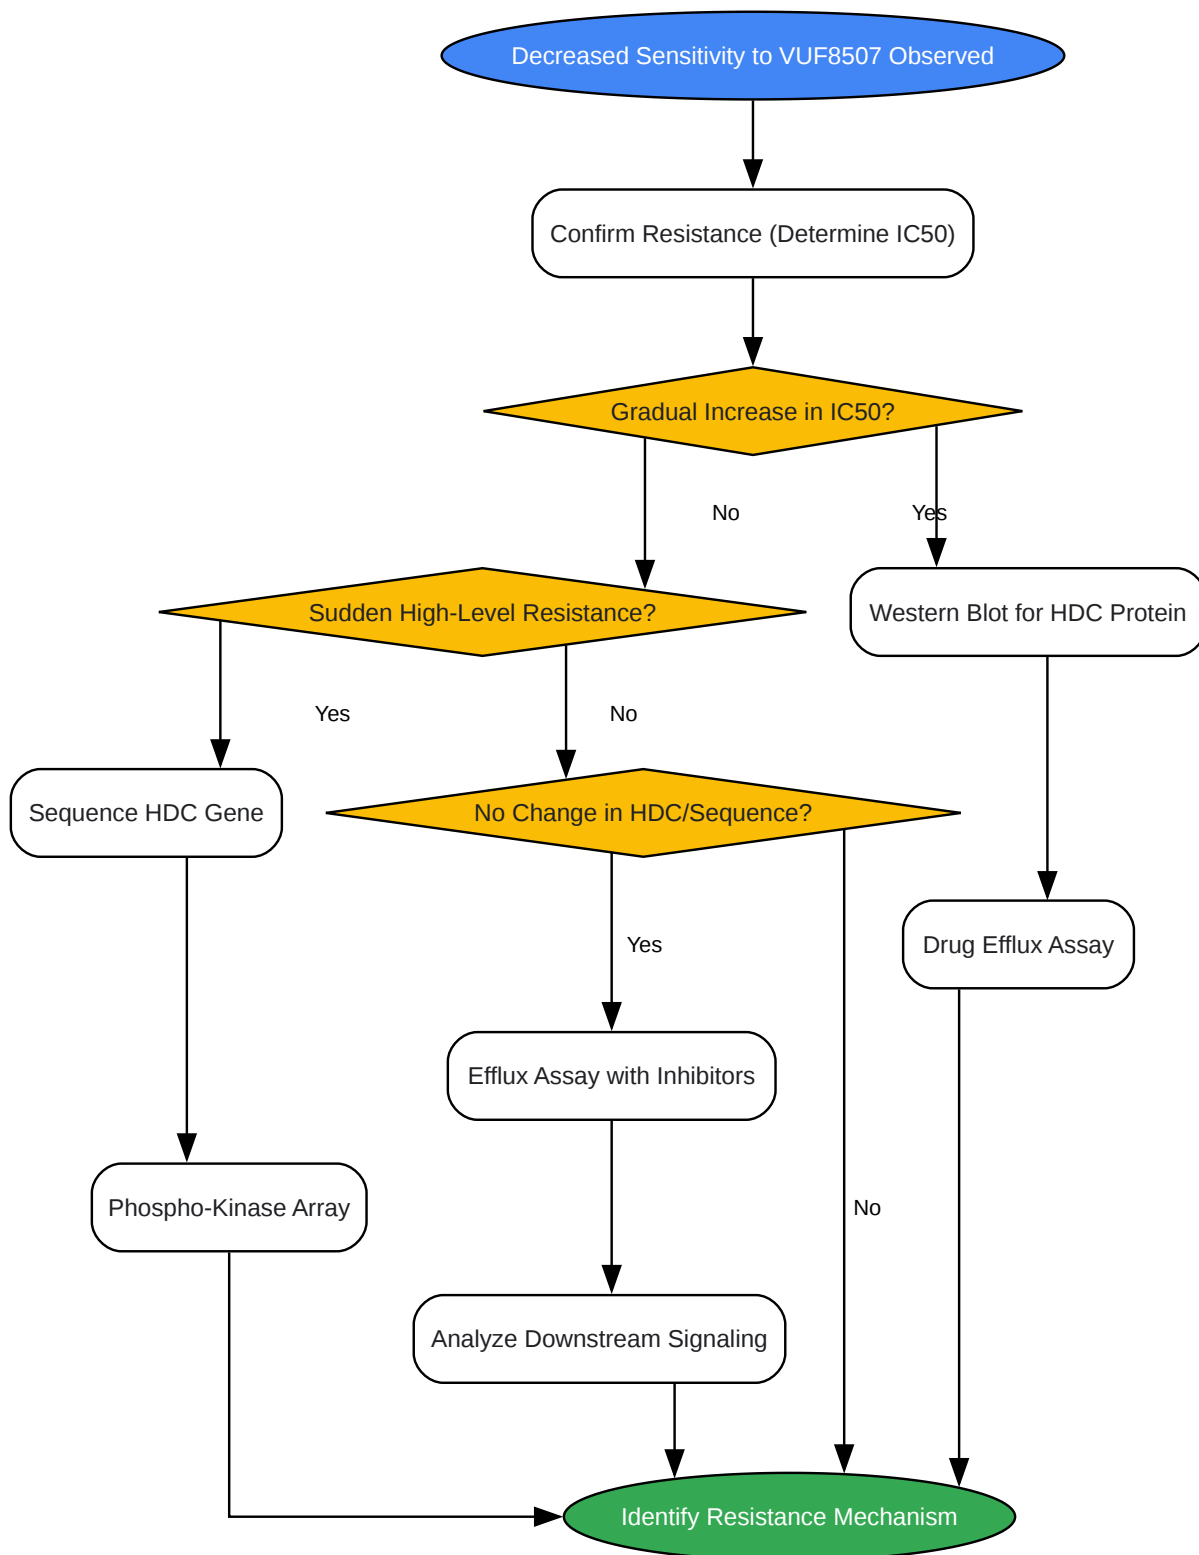 Decreased Sensitivity to VUF8507 Observed
Confirm Resistance (Determine IC50)
Gradual Increase in IC50?
No
Yes
Sudden High-Level Resistance?
Western Blot for HDC Protein
Yes
No
Sequence HDC Gene
No Change in HDC/Sequence?
Yes
Drug Efflux Assay
Efflux Assay with Inhibitors
Phospho-Kinase Array
No
Analyze Downstream Signaling
Identify Resistance Mechanism